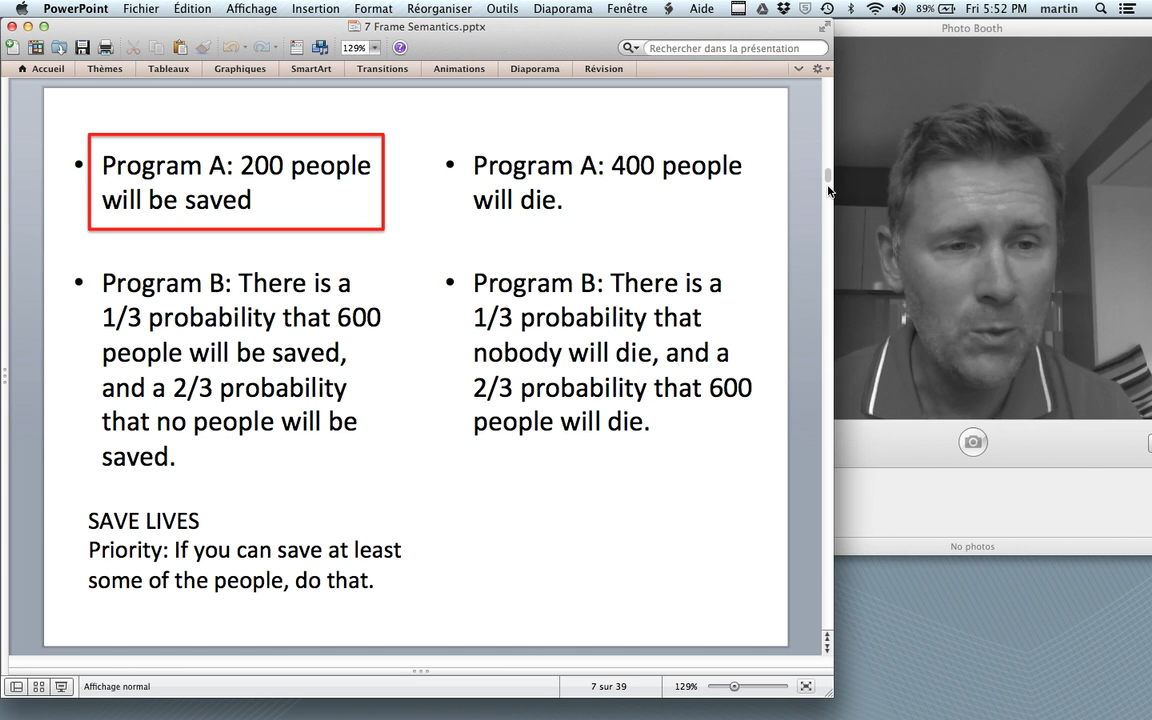 PowerPoint Fichier Édition Affichage Insertion Format Réorganiser Outils Diaporama Fenêtre Aide 89% Fri 5:52 PM martin
7 Frame Semantics.pptx
Photo Booth
129% Rechercher dans la présentation
Accueil Thèmes Tableaux Graphiques SmartArt Transitions Animations Diaporama Révision
• Program A: 200 people
will be saved
• Program B: There is a
1/3 probability that 600
people will be saved,
and a 2/3 probability
that no people will be
saved.
SAVE LIVES
Priority: If you can save at least
some of the people, do that.
• Program A: 400 people
will die.
• Program B: There is a
1/3 probability that
nobody will die, and a
2/3 probability that 600
people will die.
No photos
Affichage normal 7 sur 39 129%